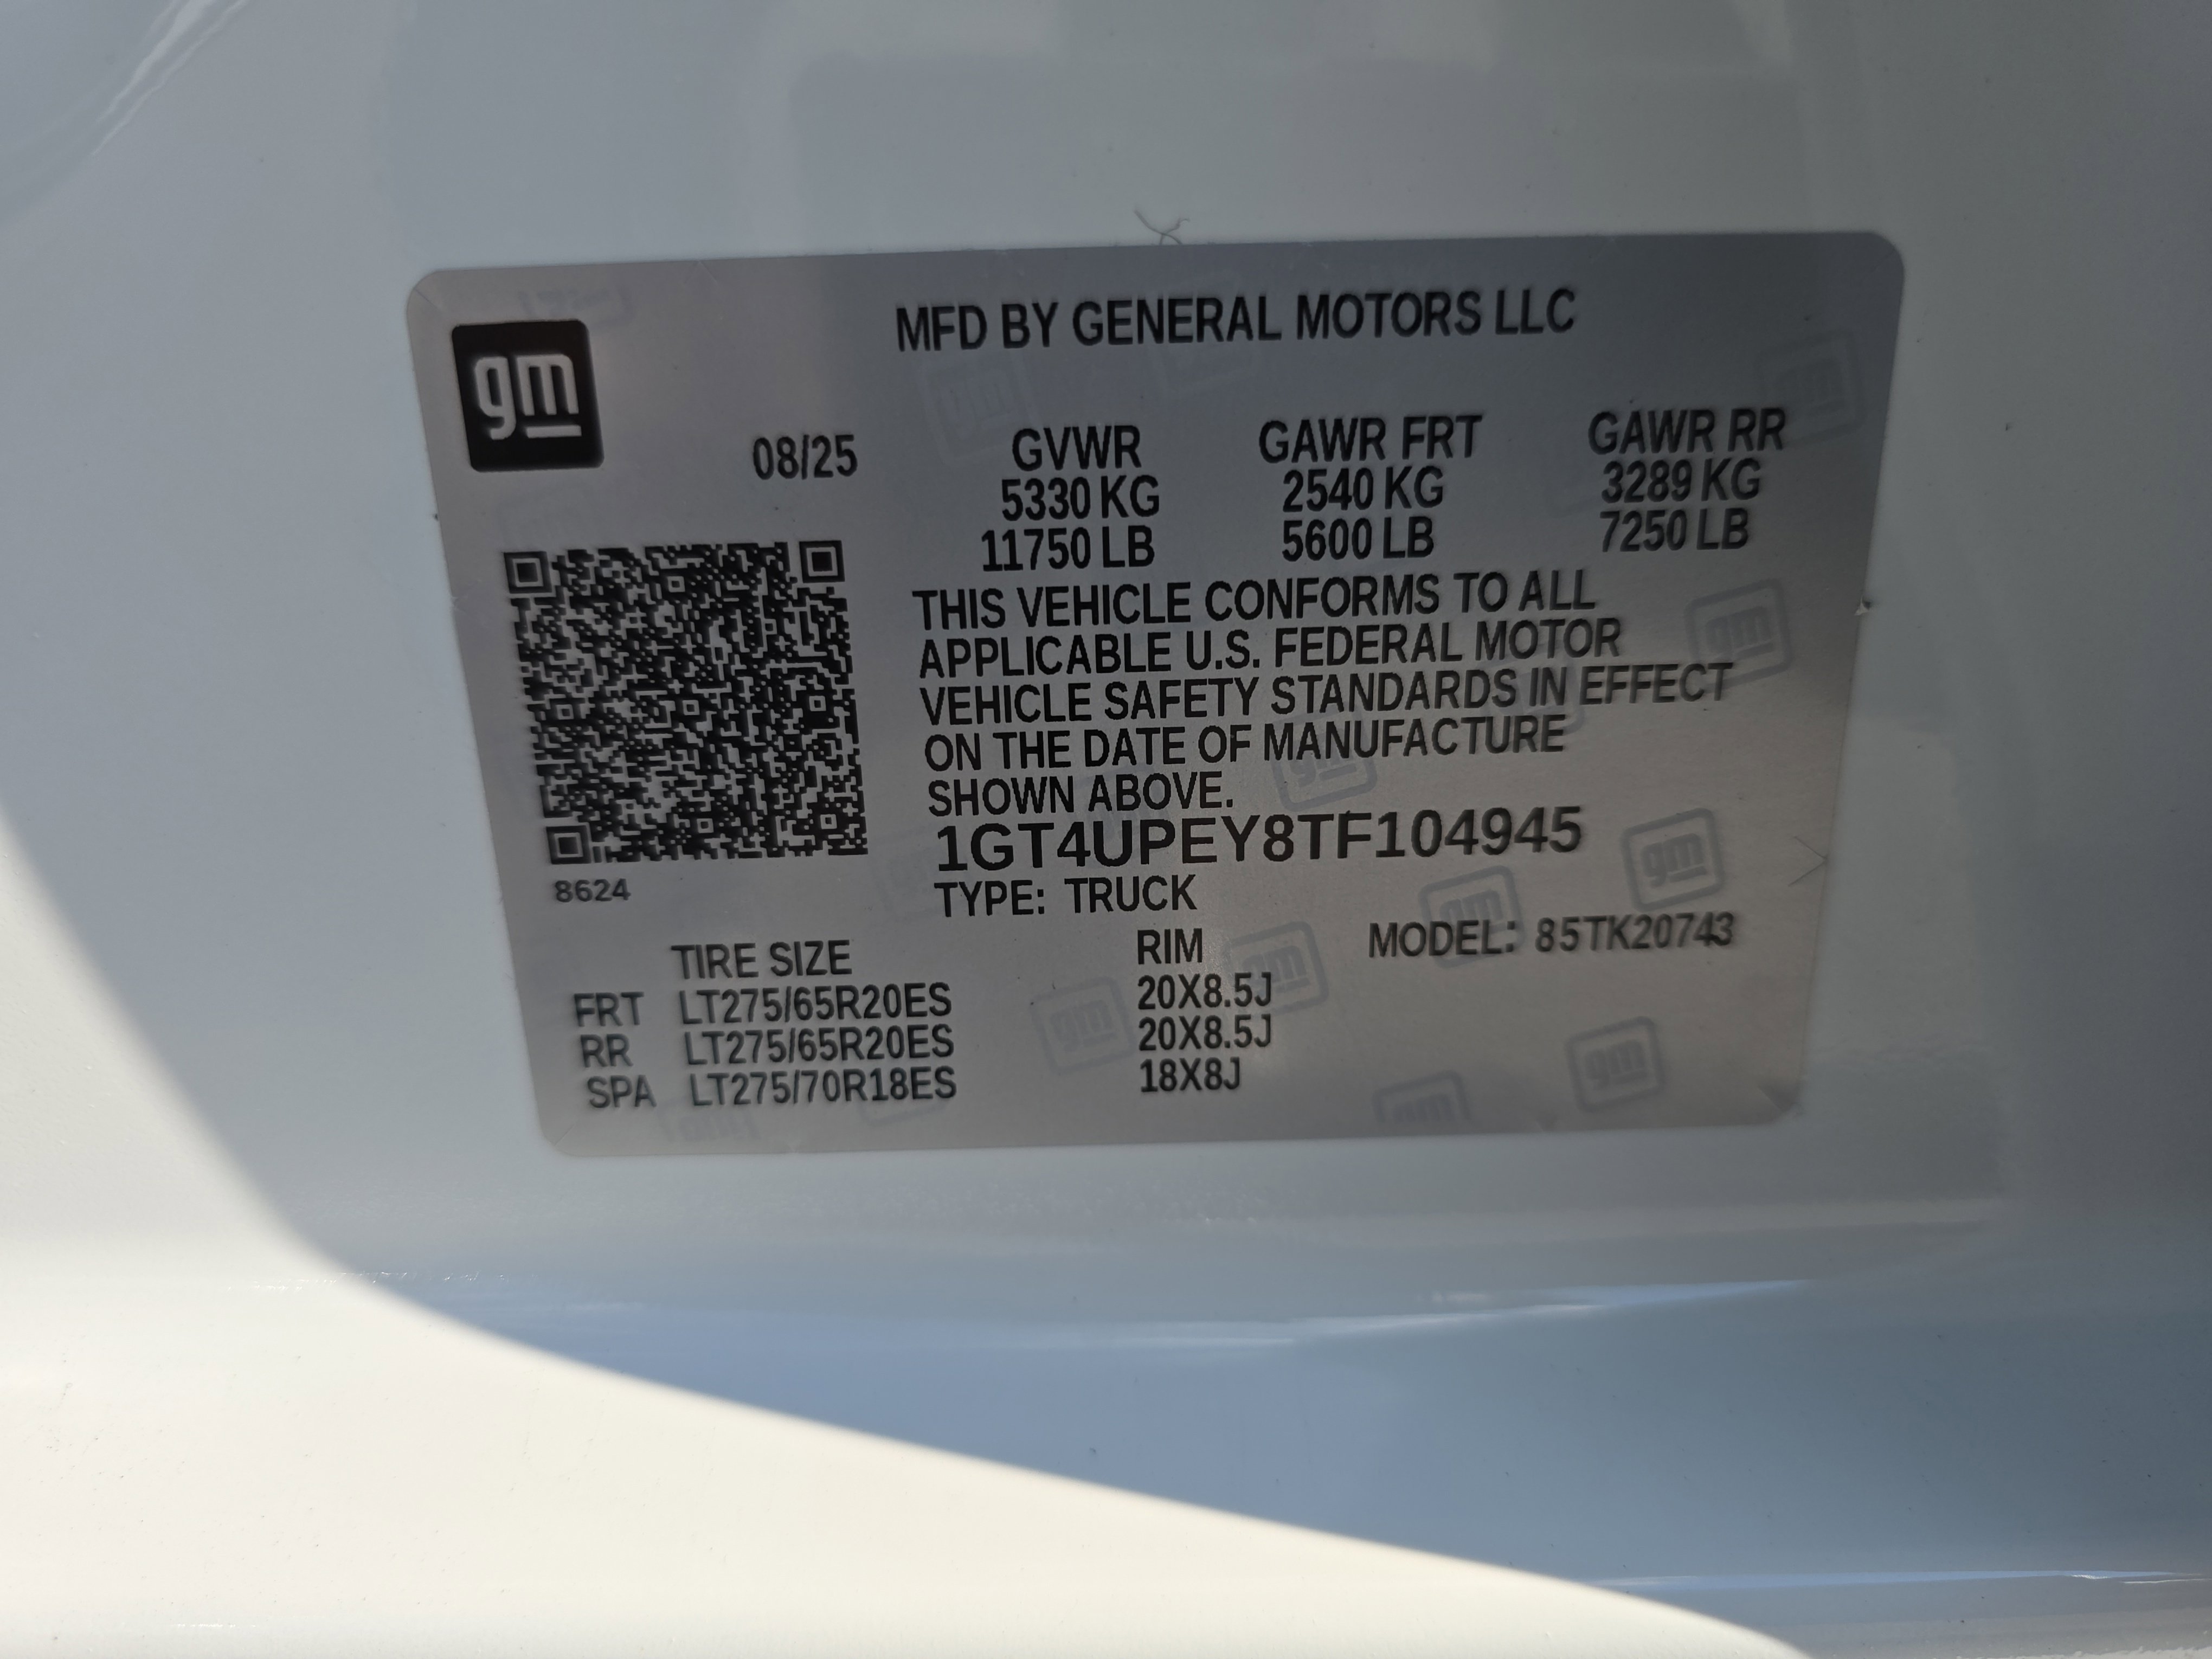 MFD BY GENERAL MOTORS LLC
gm
08/25
GVWR GAWR FRT GAWR RR
5330 KG 2540 KG 3289 KG
11750 LB 5600 LB 7250 LB
THIS VEHICLE CONFORMS TO ALL
APPLICABLE U.S. FEDERAL MOTOR
VEHICLE SAFETY STANDARDS IN EFFECT
ON THE DATE OF MANUFACTURE
SHOWN ABOVE.
1GT4UPEY8TF104945
8624
TYPE: TRUCK
TIRE SIZE RIM MODEL: 85TK20743
FRT LT275/65R20ES 20X8.5J
RR LT275/65R20ES 20X8.5J
SPA LT275/70R18ES 18X8J